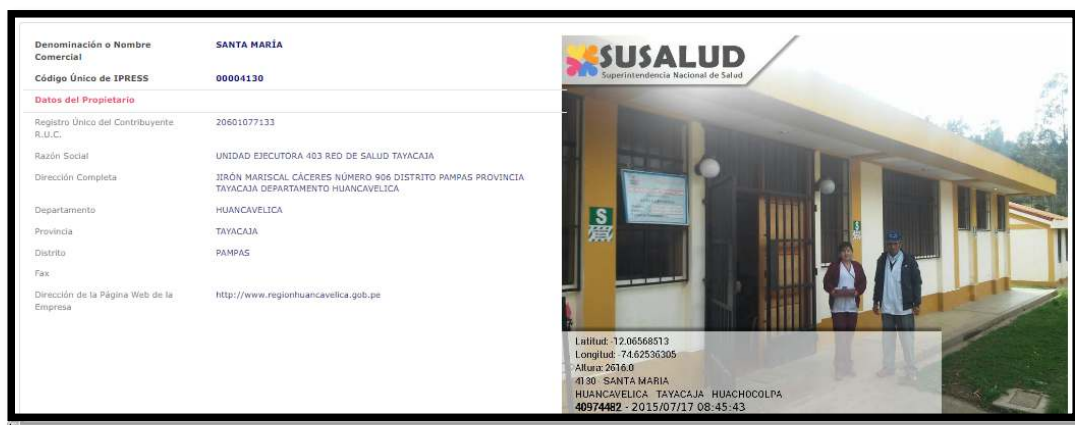 Denominación o Nombre
Comercial
SANTA MARÍA
Código Único de IPRESS
00004130
Datos del Propietario
Registro Único del Contribuyente
R.U.C.
20601077133
Razón Social
UNIDAD EJECUTORA 403 RED DE SALUD TAYACAJA
Dirección Completa
JIRÓN MARISCAL CÁCERES NÚMERO 906 DISTRITO PAMPAS PROVINCIA
TAYACAJA DEPARTAMENTO HUANCAVELICA
Departamento
HUANCAVELICA
Provincia
TAYACAJA
Distrito
PAMPAS
Fax
Dirección de la Página Web de la
Empresa
http://www.regionhuancavelica.gob.pe
SUSALUD
Superintendencia Nacional de Salud
S
S
Latitud: -12.06568513
Longitud: -74.62536305
Altura: 2616.0
4130 SANTA MARIA
HUANCAVELICA TAYACAJA HUACHOCOLPA
40974482 - 2015/07/17 08:45:43